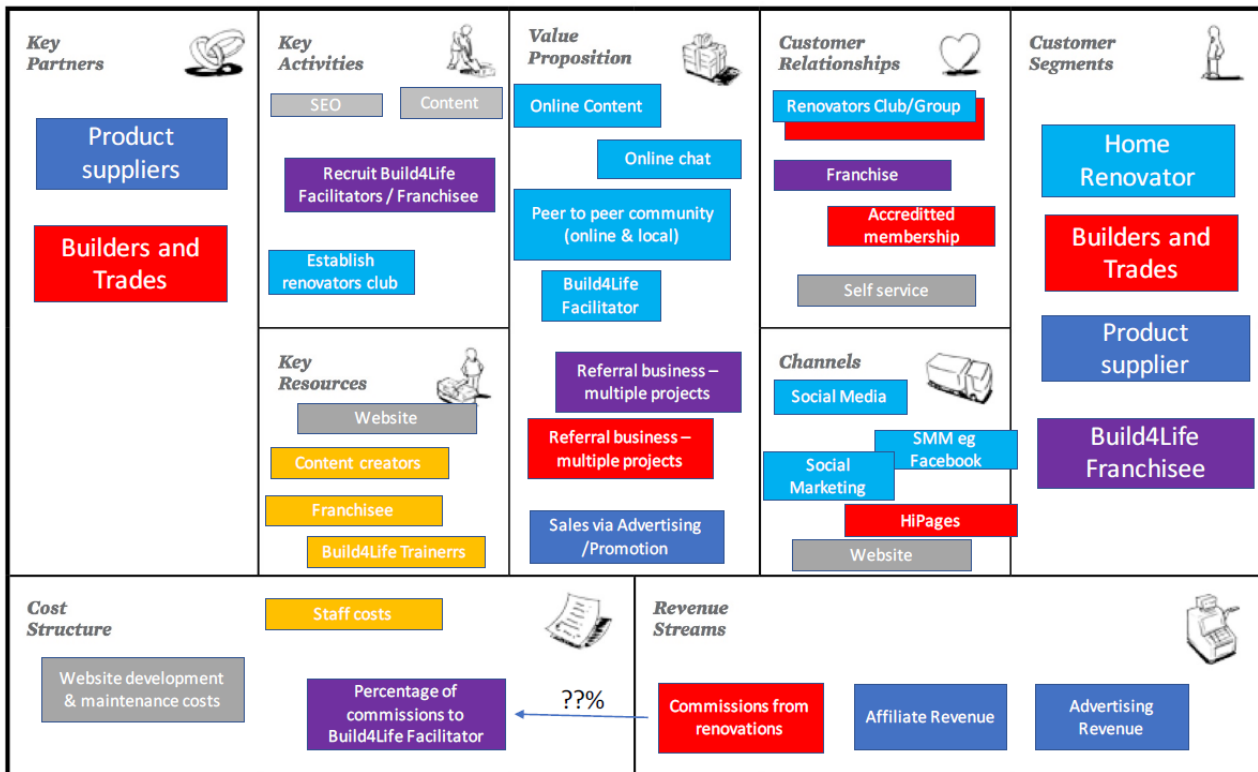 Key
Partners
Product
suppliers
Builders and
Trades
Key
Activities
SEO
Content
Recruit Build4Life
Facilitators / Franchisee
Establish
renovators club
Key
Resources
Website
Content creators
Franchisee
Build4Life Trainerrs
Value
Proposition
Online Content
Online chat
Peer to peer community
(online & local)
Build4Life
Facilitator
Referral business –
multiple projects
Referral business –
multiple projects
Sales via Advertising
/Promotion
Customer
Relationships
Renovators Club/Group
Franchise
Accreditted
membership
Self service
Channels
Social Media
SMM eg
Facebook
Social
Marketing
HiPages
Website
Customer
Segments
Home
Renovator
Builders and
Trades
Product
supplier
Build4Life
Franchisee
Cost
Structure
Staff costs
Website development
& maintenance costs
Percentage of
commissions to
Build4Life Facilitator
??%
Revenue
Streams
Commissions from
renovations
Affiliate Revenue
Advertising
Revenue